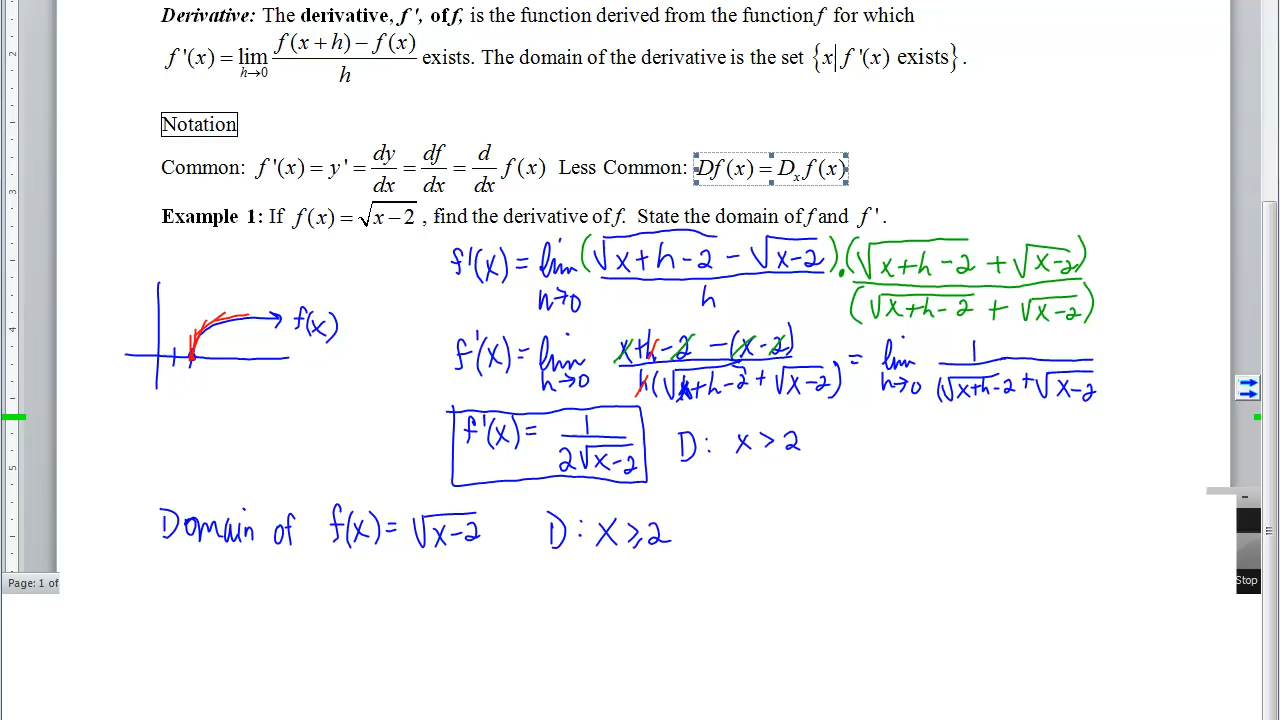 Derivative: The derivative, f ', of f, is the function derived from the function f for which
f '(x) = lim h→0 (f(x + h) − f(x))/h exists. The domain of the derivative is the set {x| f '(x) exists}.
Notation
Common: f '(x) = y' = dy/dx = df/dx = d/dx f(x) Less Common: Df(x) = Dₓf(x)
Example 1: If f(x) = √(x−2), find the derivative of f. State the domain of f and f '.
f'(x) = lim h→0 (√(x+h-2) - √(x-2))/h · (√(x+h-2) + √(x-2))/(√(x+h-2) + √(x-2))
f(x)
f'(x) = lim h→0 (x+h-2 -(x-2))/(h(√(x+h-2) + √(x-2))) = lim h→0 1/(√(x+h-2) + √(x-2)
f'(x) = 1/(2√(x-2)) D: x > 2
Domain of f(x) = √(x-2) D: x ≥ 2
Page: 1 of
Stop
2
3
4
5